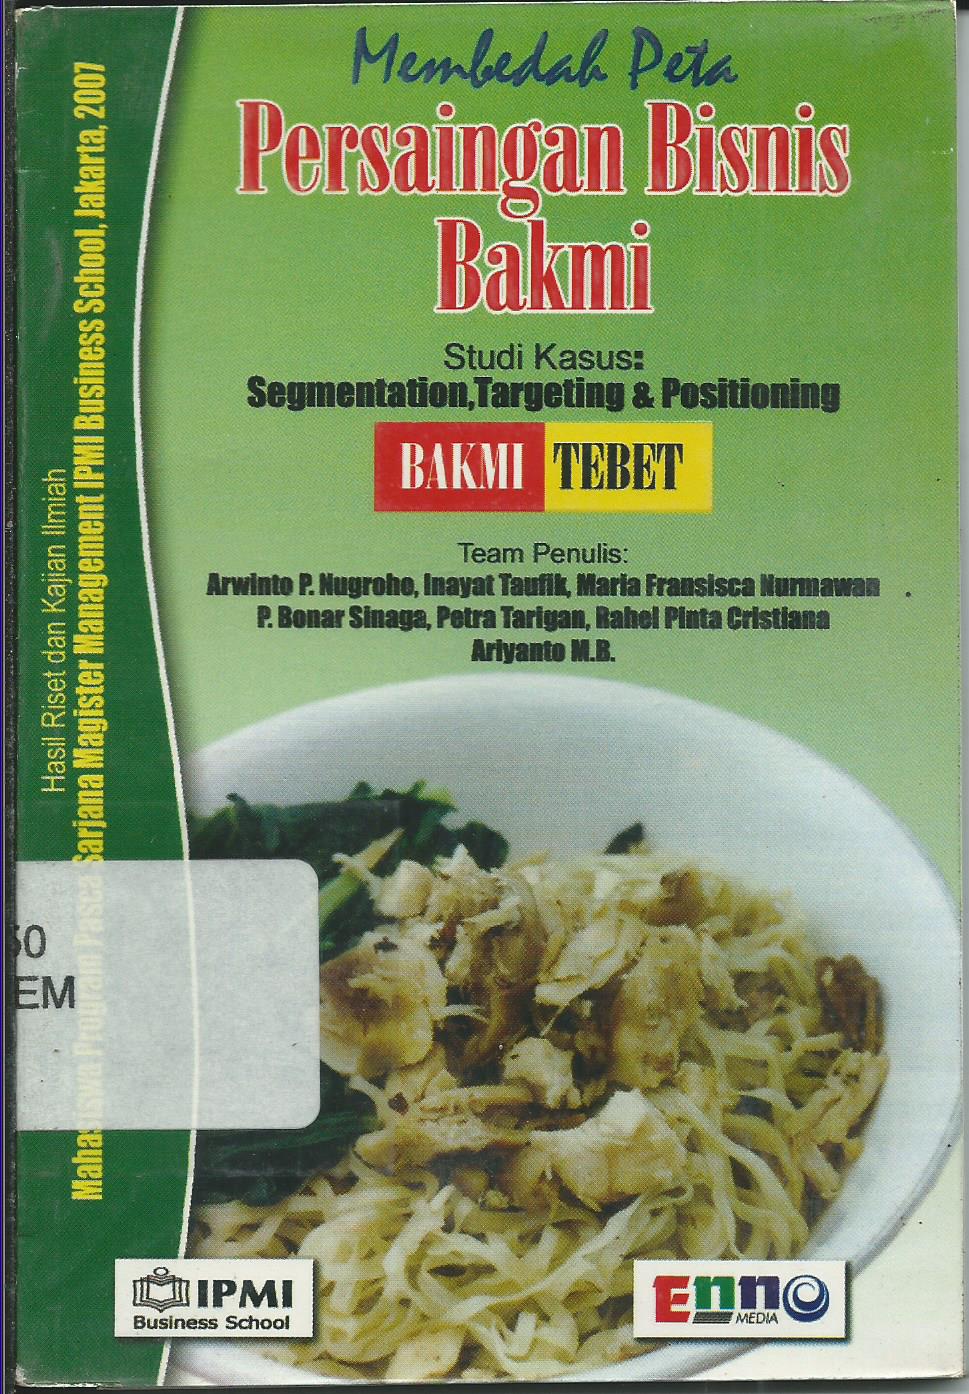 Membedah Peta
Persaingan Bisnis
Bakmi
Studi Kasus:
Segmentation,Targeting & Positioning
BAKMI TEBET
Team Penulis:
Arwinto P. Nugroho, Inayat Taufik, Maria Fransisca Nurmawan
P. Bonar Sinaga, Petra Tarigan, Rahel Pinta Cristiana
Ariyanto M.B.
Hasil Riset dan Kajian Ilmiah
Mahasiswa Program Pasca Sarjana Magister Management IPMI Business School, Jakarta, 2007
50
EM
IPMI
Business School
Enno
MEDIA